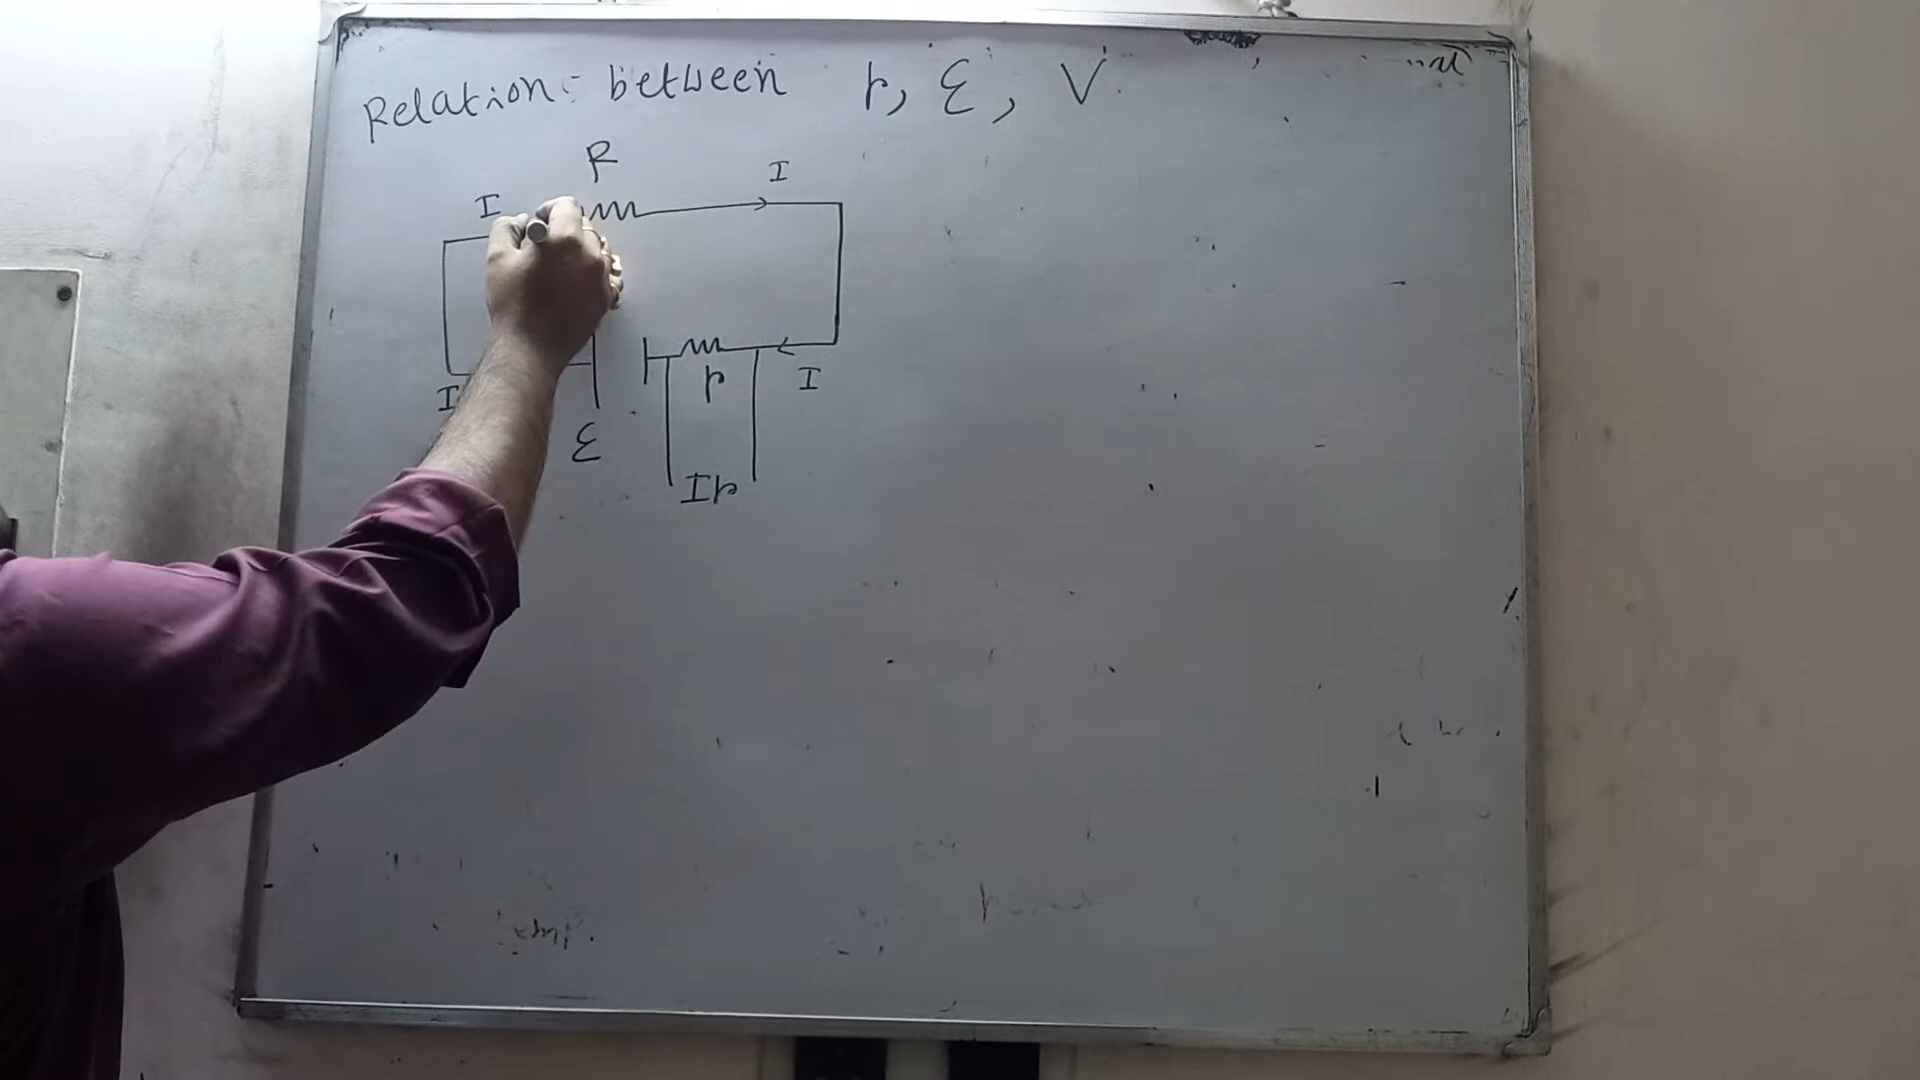 Relation:- between r, ε, V
R
I
I
r
I
I
ε
Ir